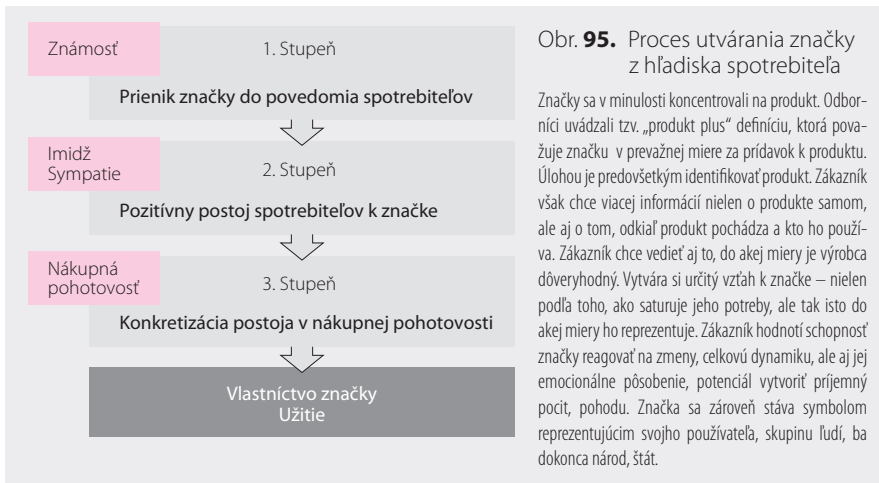 Známosť
1. Stupeň
Prienik značky do povedomia spotrebiteľov
Imidž
Sympatie
2. Stupeň
Pozitívny postoj spotrebiteľov k značke
Nákupná
pohotovosť
3. Stupeň
Konkretizácia postoja v nákupnej pohotovosti
Vlastníctvo značky
Užitie
Obr. 95. Proces utvárania značky
z hľadiska spotrebiteľa
Značky sa v minulosti koncentrovali na produkt. Odbor-
níci uvádzali tzv. „produkt plus“ definíciu, ktorá pova-
žuje značku v prevažnej miere za prídavok k produktu.
Úlohou je predovšetkým identifikovať produkt. Zákazník
však chce viacej informácií nielen o produkte samom,
ale aj o tom, odkiaľ produkt pochádza a kto ho použí-
va. Zákazník chce vedieť aj to, do akej miery je výrobca
dôveryhodný. Vytvára si určitý vzťah k značke – nielen
podľa toho, ako saturuje jeho potreby, ale tak isto do
akej miery ho reprezentuje. Zákazník hodnotí schopnosť
značky reagovať na zmeny, celkovú dynamiku, ale aj jej
emocionálne pôsobenie, potenciál vytvoriť príjemný
pocit, pohodu. Značka sa zároveň stáva symbolom
reprezentujúcim svojho používateľa, skupinu ľudí, ba
dokonca národ, štát.